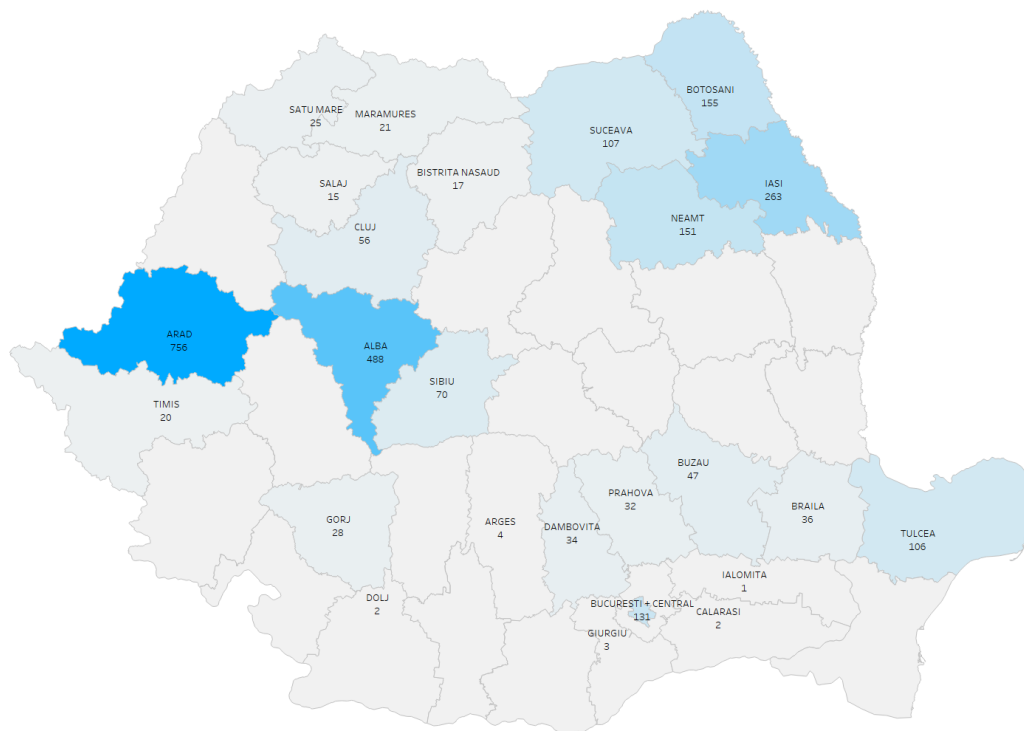 BOTOSANI
155
SATU MARE
25
MARAMURES
21
SUCEAVA
107
BISTRITA NASAUD
17
SALAJ
15
IASI
263
NEAMT
151
CLUJ
56
ARAD
756
ALBA
488
SIBIU
70
TIMIS
20
BUZAU
47
PRAHOVA
32
BRAILA
36
GORJ
28
ARGES
4
DAMBOVITA
34
TULCEA
106
IALOMITA
1
DOLJ
2
BUCURESTI + CENTRAL
131
CALARASI
2
GIURGIU
3